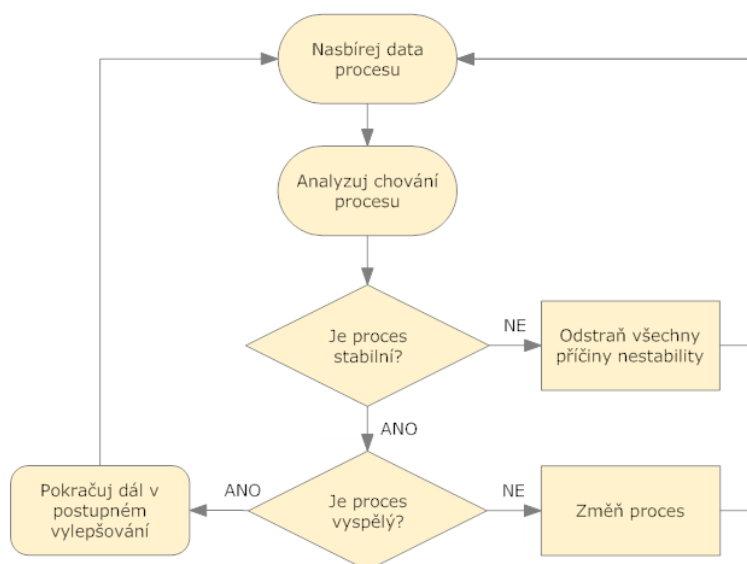 Nasbírej data
procesu
Analyzuj chování
procesu
Je proces
stabilní?
NE
Odstraň všechny
příčiny nestability
ANO
Pokračuj dál v
postupném
vylepšování
ANO
Je proces
vyspělý?
NE
Změň proces